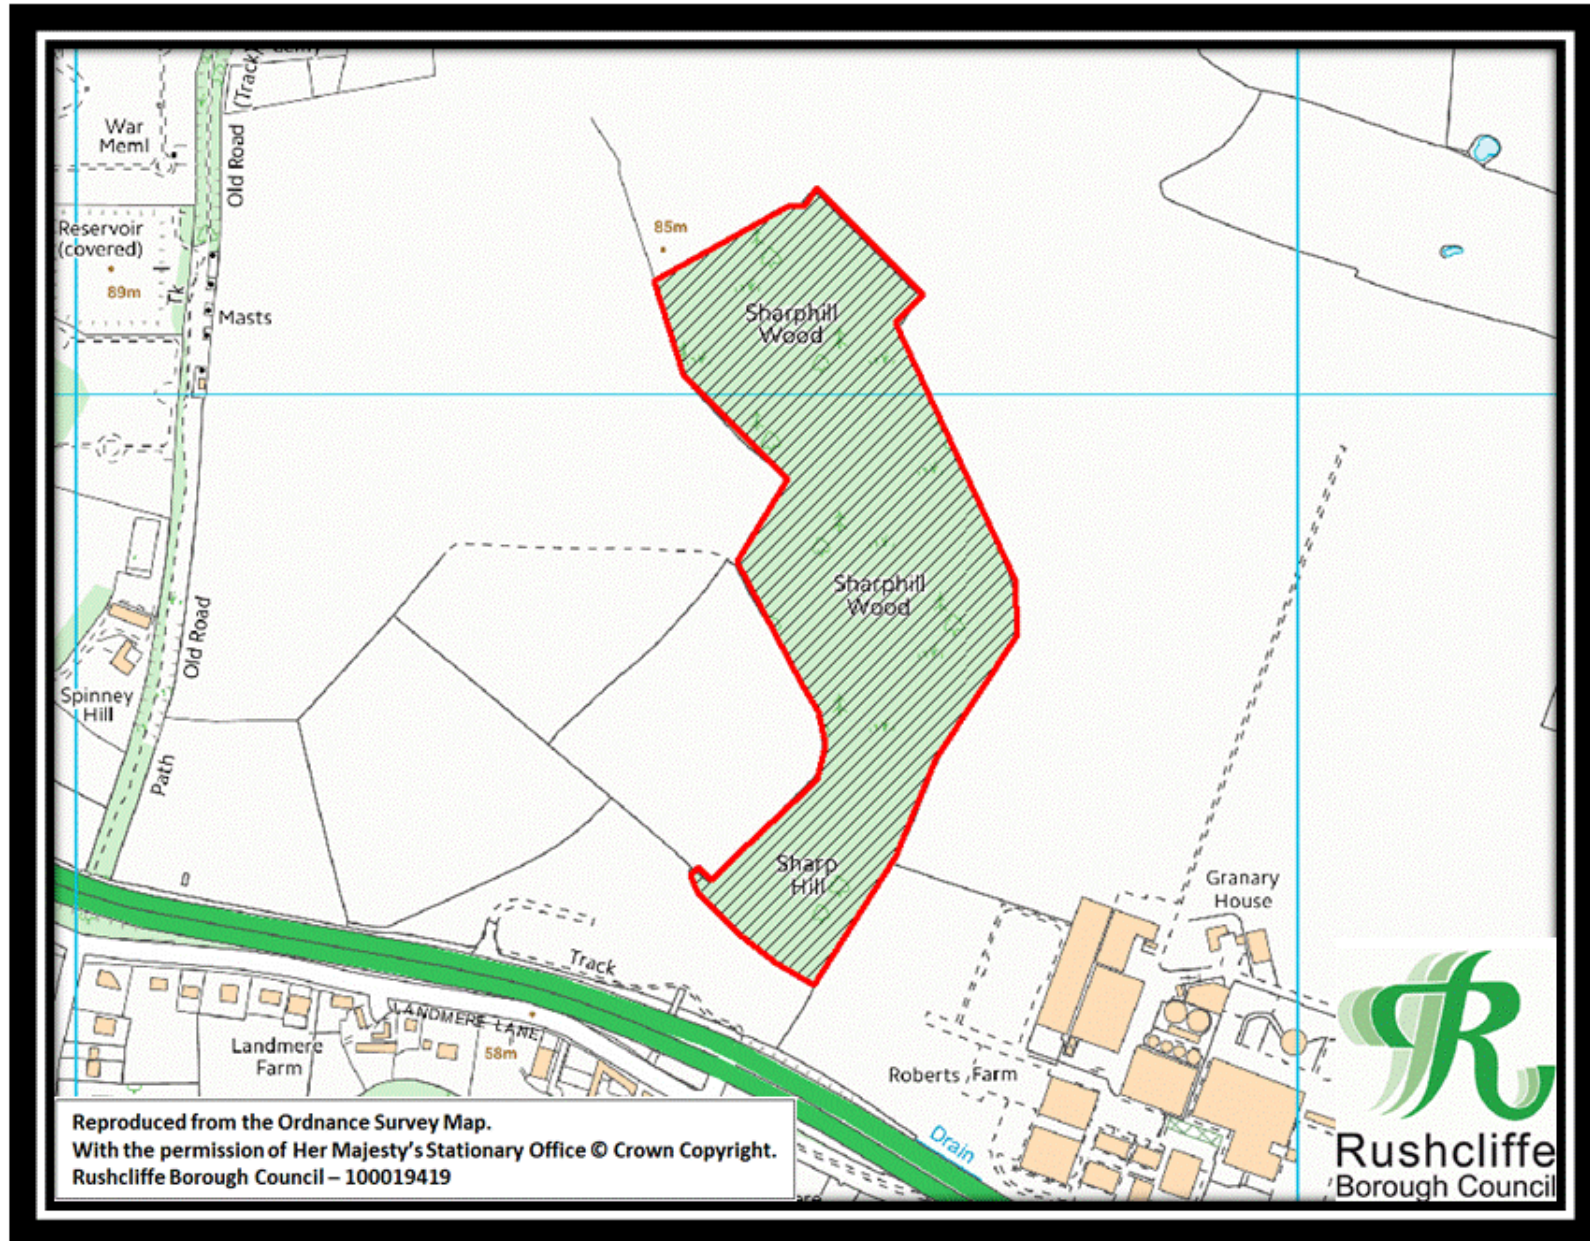 (Track)
War
Meml
Old Road
Reservoir
(covered)
89m
Tk
Masts
85m
Sharphill
Wood
Sharphill
Wood
Old Road
Spinney
Hill
Path
Sharp
Hill
Granary
House
Track
LANDMERE LANE
Landmere
Farm
58m
Roberts Farm
Drain
Reproduced from the Ordnance Survey Map.
With the permission of Her Majesty’s Stationary Office © Crown Copyright.
Rushcliffe Borough Council – 100019419
R
Rushcliffe
Borough Council